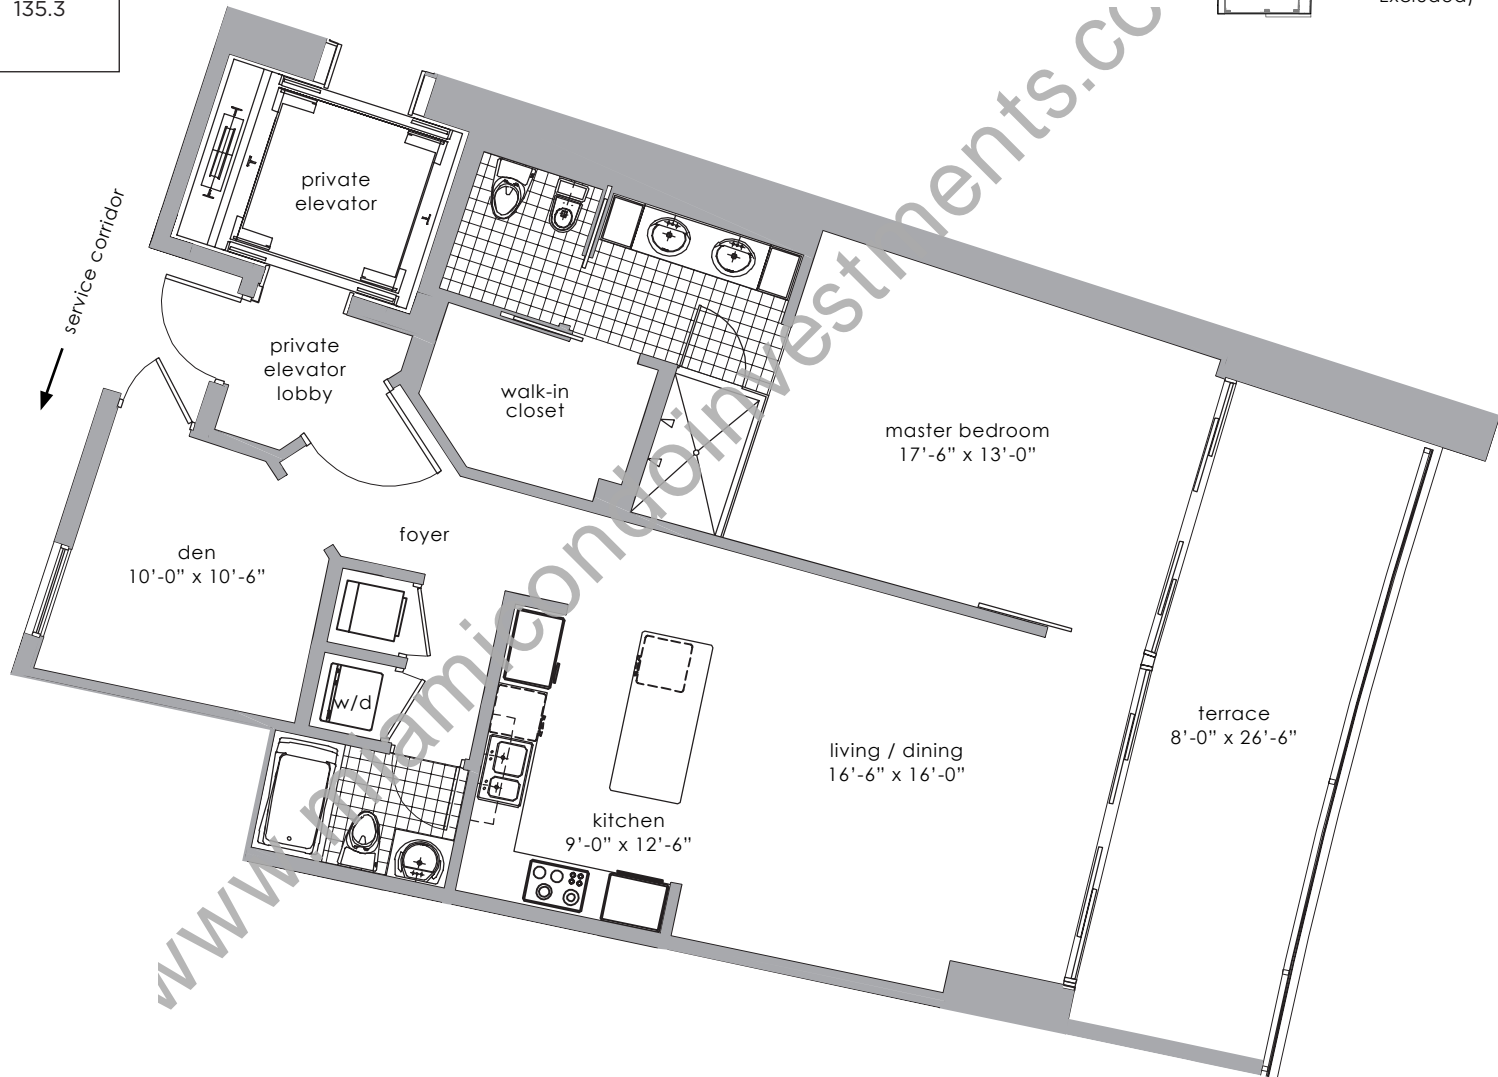 135.3
private
elevator
service corridor
private
elevator
lobby
walk-in
closet
master bedroom
17'-6" x 13'-0"
foyer
den
10'-0" x 10'-6"
w/d
terrace
8'-0" x 26'-6"
living / dining
16'-6" x 16'-0"
kitchen
9'-0" x 12'-6"
www.miamicondoinvestments.co